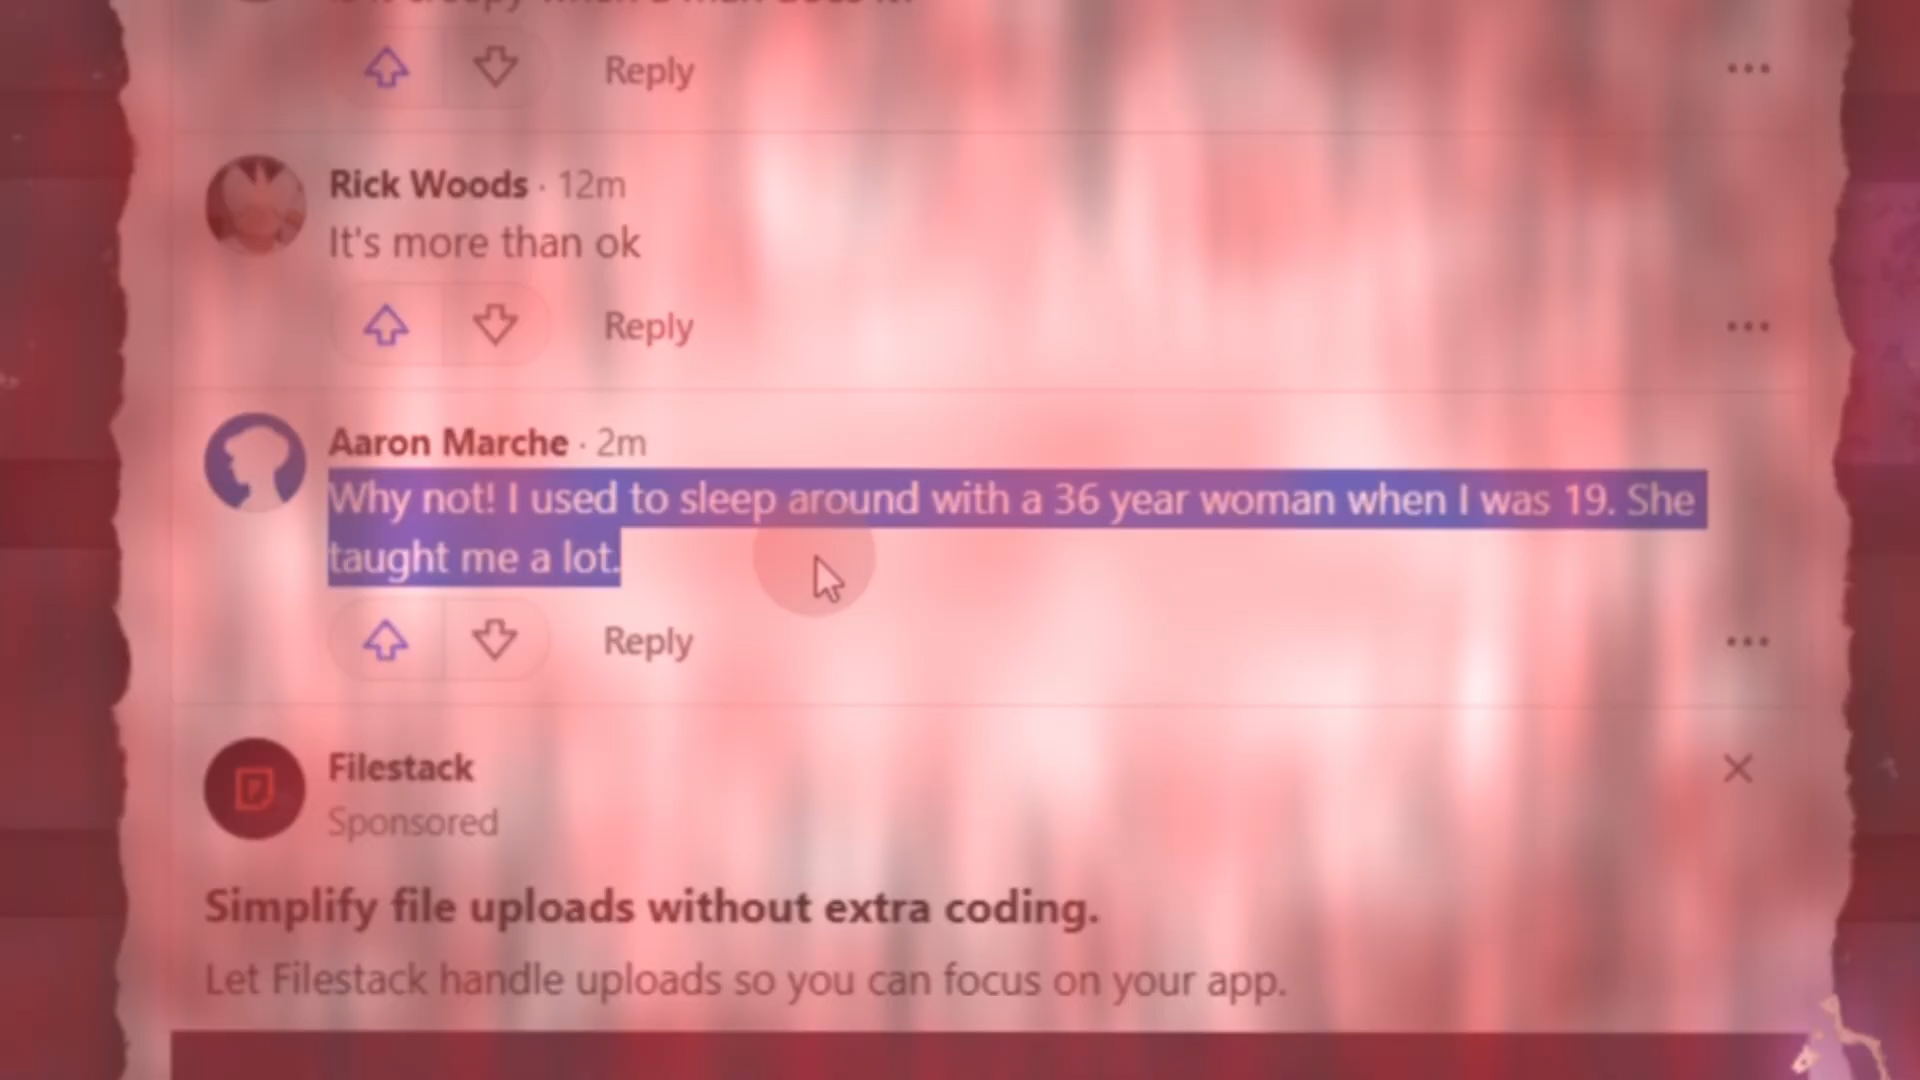 Reply
Rick Woods · 12m
It's more than ok
Reply
Aaron Marche · 2m
Why not! I used to sleep around with a 36 year woman when I was 19. She
taught me a lot.
Reply
Filestack
Sponsored
Simplify file uploads without extra coding.
Let Filestack handle uploads so you can focus on your app.